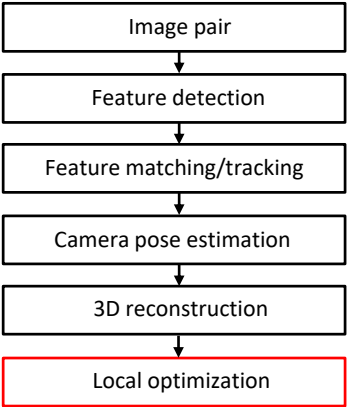 Image pair
Feature detection
Feature matching/tracking
Camera pose estimation
3D reconstruction
Local optimization